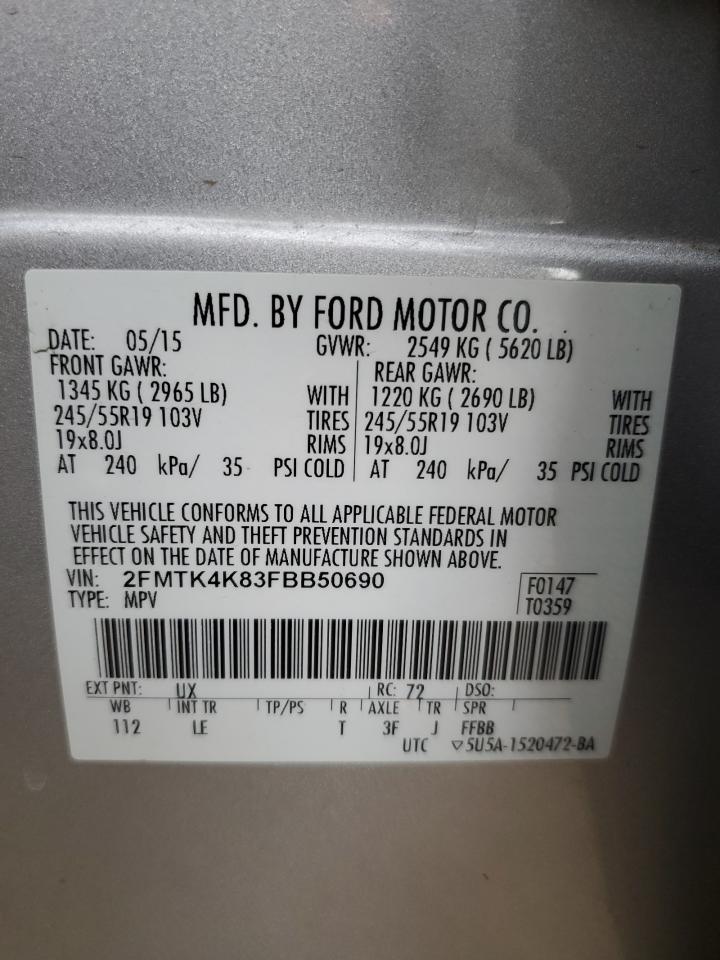 MFD. BY FORD MOTOR CO.
DATE: 05/15 GVWR: 2549 KG ( 5620 LB)
FRONT GAWR: REAR GAWR:
1345 KG ( 2965 LB) WITH 1220 KG ( 2690 LB) WITH
245/55R19 103V TIRES 245/55R19 103V TIRES
19x8.0J RIMS 19x8.0J RIMS
AT 240 kPa/ 35 PSI COLD AT 240 kPa/ 35 PSI COLD
THIS VEHICLE CONFORMS TO ALL APPLICABLE FEDERAL MOTOR
VEHICLE SAFETY AND THEFT PREVENTION STANDARDS IN
EFFECT ON THE DATE OF MANUFACTURE SHOWN ABOVE.
VIN: 2FMTK4K83FBB50690 F0147
TYPE: MPV T0359
EXT PNT: UX RC: 72 DSO:
WB INT TR TP/PS R AXLE TR SPR
112 LE T 3F J FFBB
UTC ▽5U5A-1520472-BA